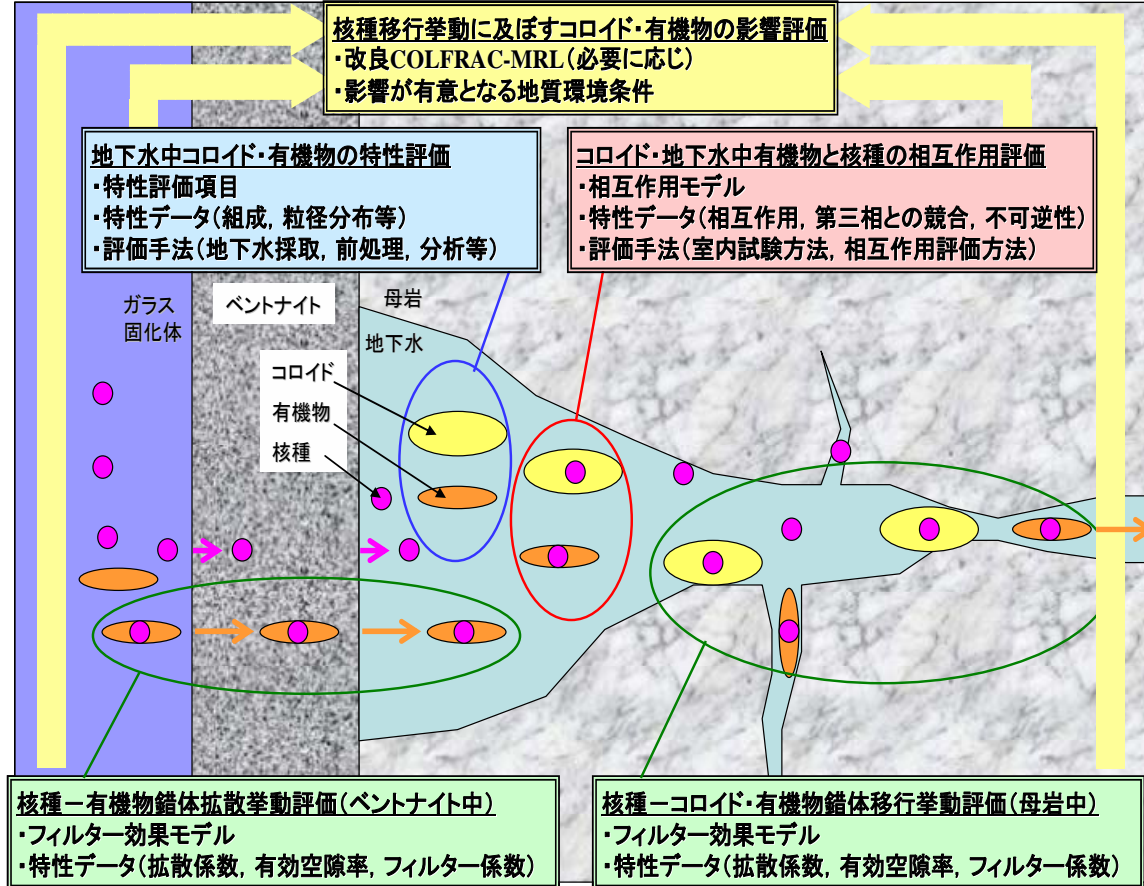 核種移行挙動に及ぼすコロイド･有機物の影響評価
･改良COLFRAC-MRL(必要に応じ)
･影響が有意となる地質環境条件
地下水中コロイド･有機物の特性評価
･特性評価項目
･特性データ(組成, 粒径分布等)
･評価手法(地下水採取, 前処理, 分析等)
コロイド･地下水中有機物と核種の相互作用評価
･相互作用モデル
･特性データ(相互作用, 第三相との競合, 不可逆性)
･評価手法(室内試験方法, 相互作用評価方法)
ガラス
固化体
ベントナイト
母岩
地下水
コロイド
有機物
核種
核種－有機物錯体拡散挙動評価(ベントナイト中)
･フィルター効果モデル
･特性データ(拡散係数, 有効空隙率, フィルター係数)
核種－コロイド･有機物錯体移行挙動評価(母岩中)
･フィルター効果モデル
･特性データ(拡散係数, 有効空隙率, フィルター係数)